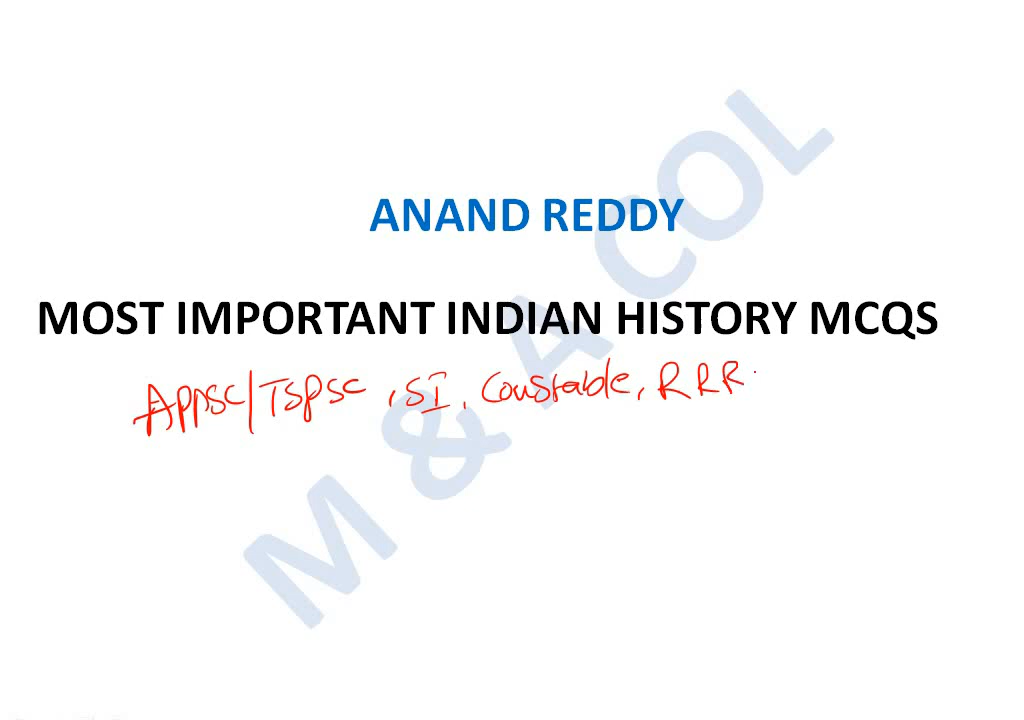 ANAND REDDY
MOST IMPORTANT INDIAN HISTORY MCQS
APPSC/TSPSC, SI, Constable, RRR
M & A COL